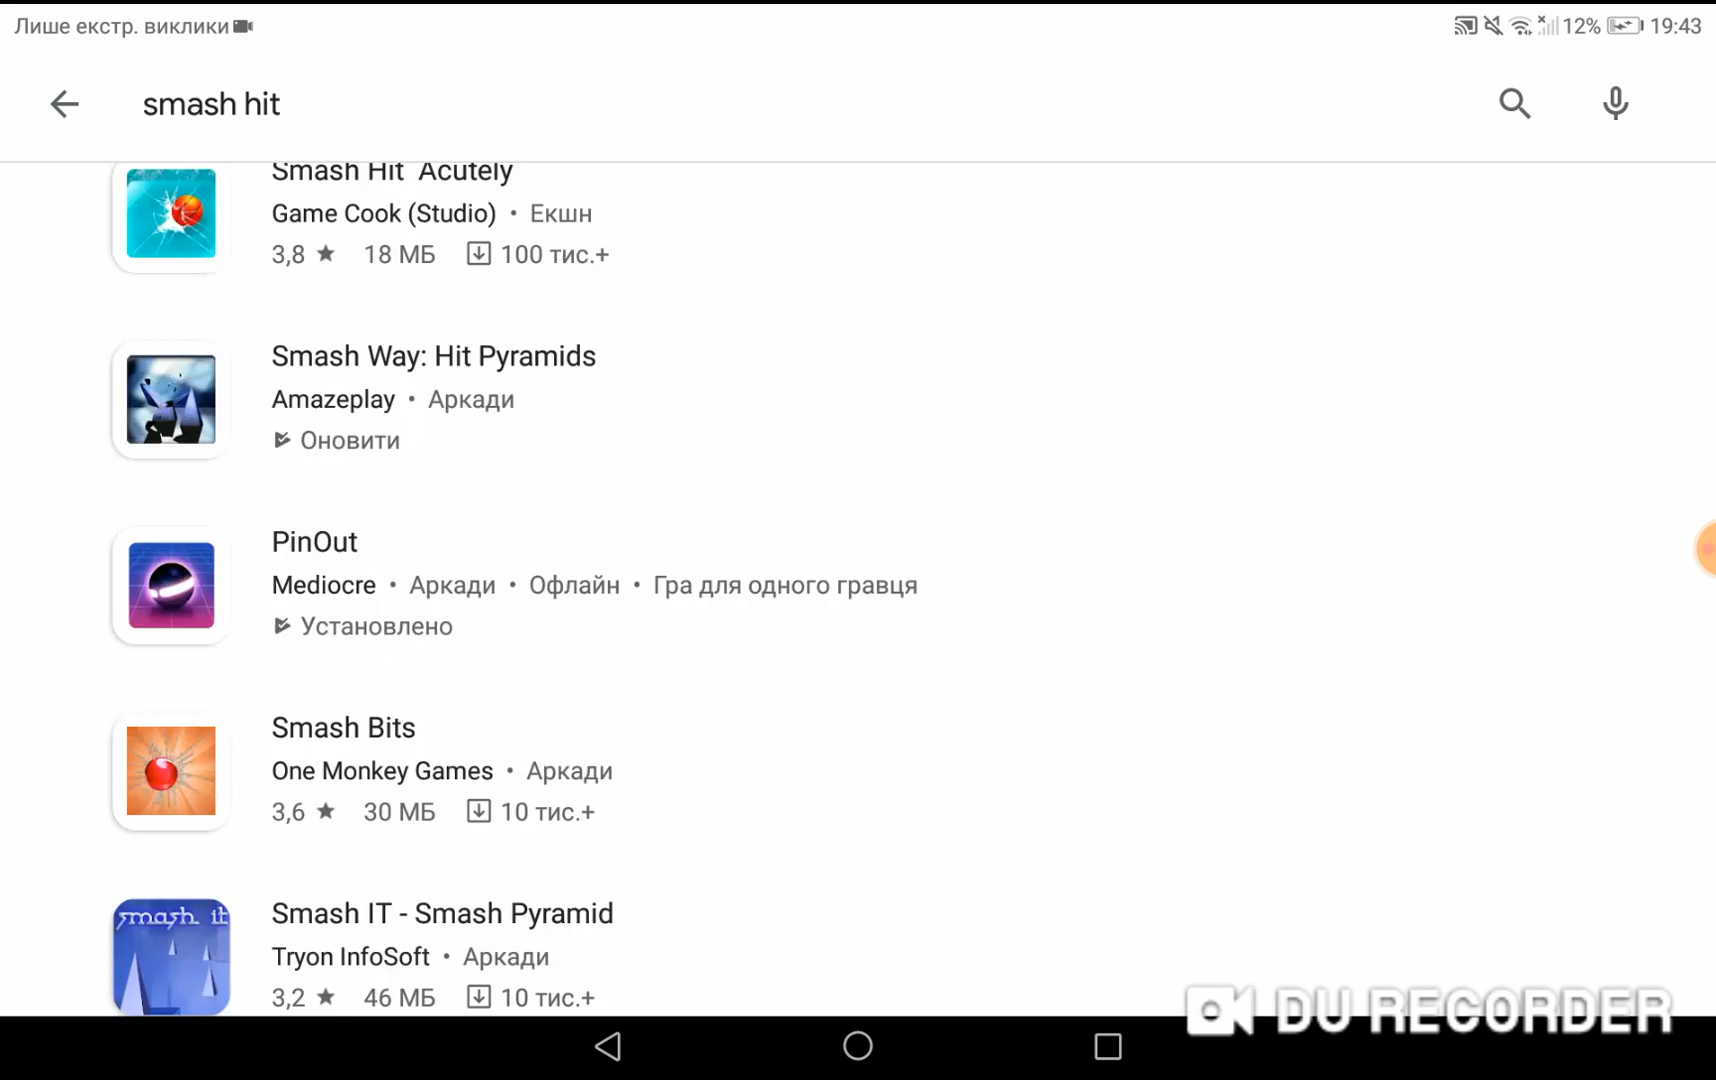 Лише екстр. виклики
12% 19:43
smash hit
Smash Hit Acutely
Game Cook (Studio) • Екшн
3,8 ★ 18 МБ 100 тис.+
Smash Way: Hit Pyramids
Amazeplay • Аркади
Оновити
PinOut
Mediocre • Аркади • Офлайн • Гра для одного гравця
Установлено
Smash Bits
One Monkey Games • Аркади
3,6 ★ 30 МБ 10 тис.+
smash it
Smash IT - Smash Pyramid
Tryon InfoSoft • Аркади
3,2 ★ 46 МБ 10 тис.+
DU RECORDER